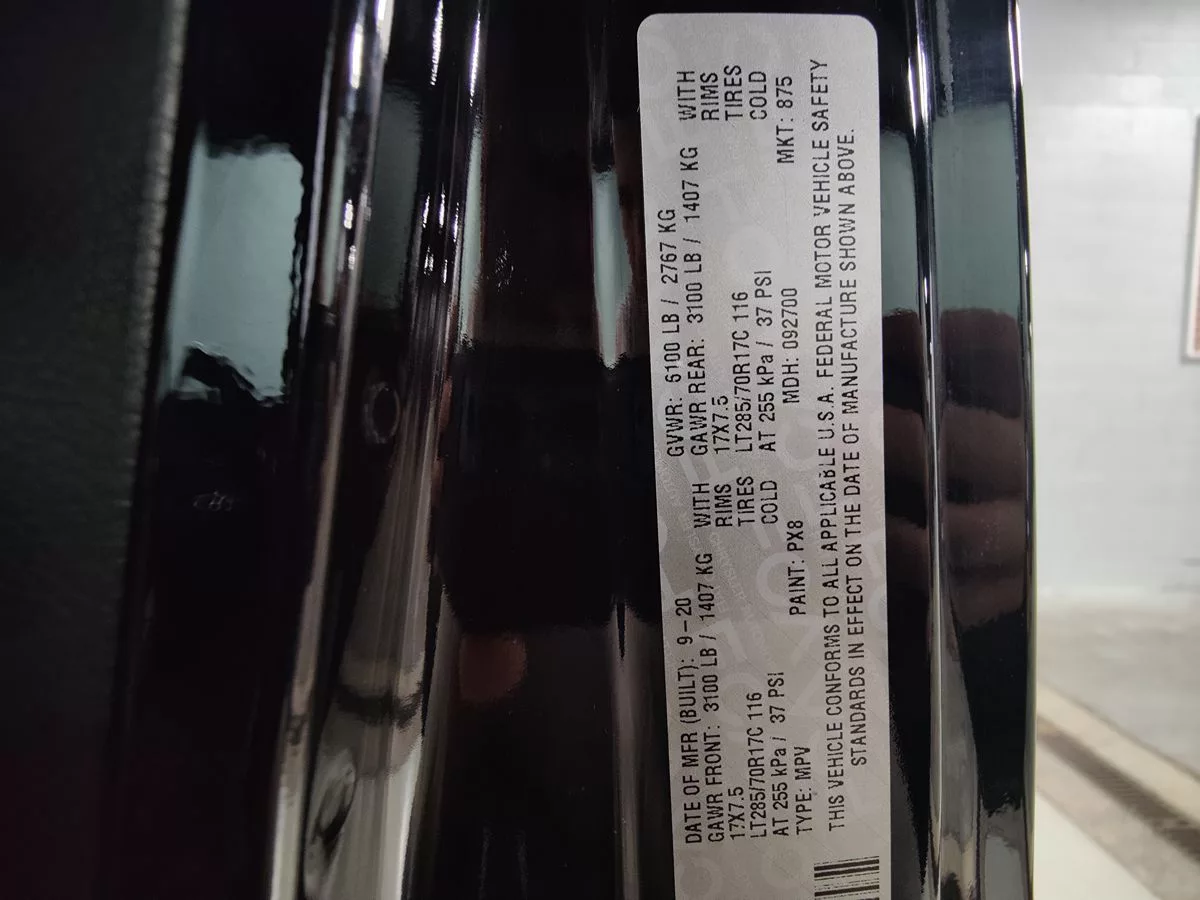 DATE OF MFR (BUILT): 9-20 GVWR: 6100 LB / 2767 KG
GAWR FRONT: 3100 LB / 1407 KG WITH GAWR REAR: 3100 LB / 1407 KG WITH
17X7.5 RIMS 17X7.5 RIMS
LT285/70R17C 116 TIRES LT285/70R17C 116 TIRES
AT 255 kPa / 37 PSI COLD AT 255 kPa / 37 PSI COLD
TYPE: MPV PAINT: PX8 MDH: 092700 MKT: 875
THIS VEHICLE CONFORMS TO ALL APPLICABLE U.S.A. FEDERAL MOTOR VEHICLE SAFETY
STANDARDS IN EFFECT ON THE DATE OF MANUFACTURE SHOWN ABOVE.